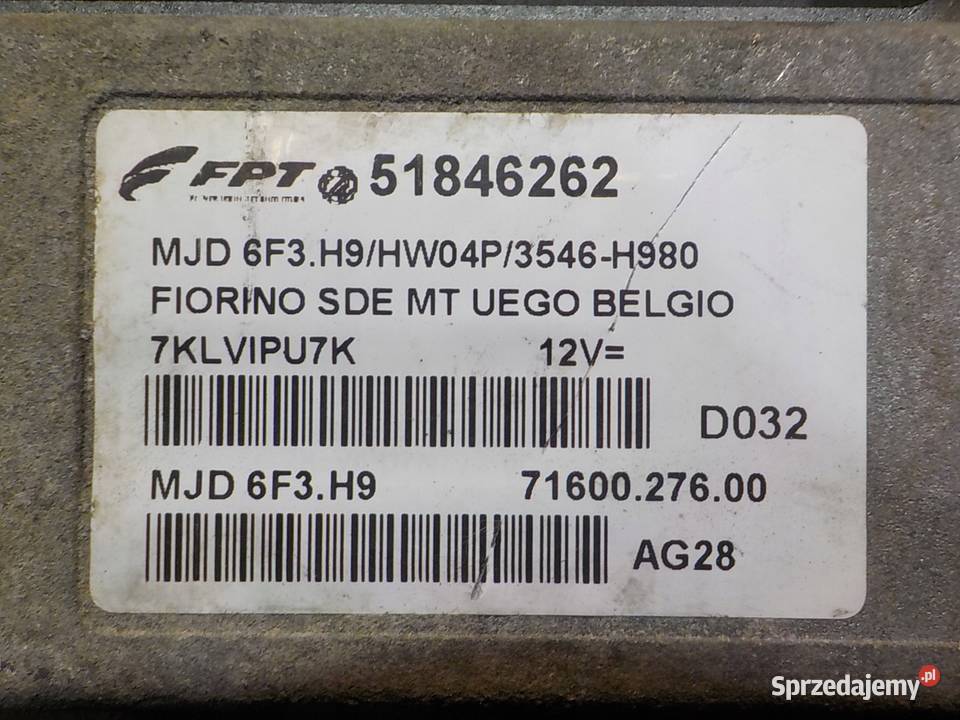 FPT 51846262
MJD 6F3.H9/HW04P/3546-H980
FIORINO SDE MT UEGO BELGIO
7KLVIPU7K 12V=
D032
MJD 6F3.H9 71600.276.00
AG28
Sprzedajemy.pl